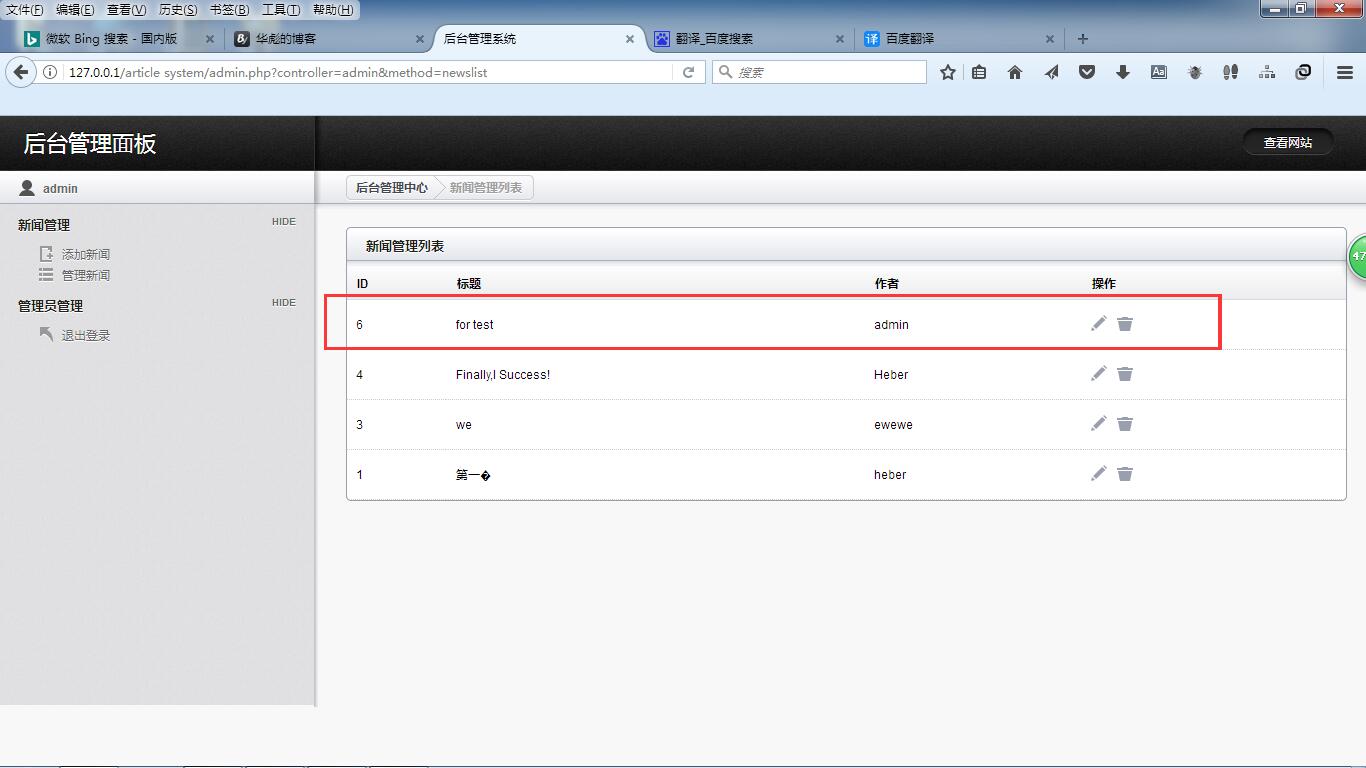 文件(F) 编辑(E) 查看(V) 历史(S) 书签(B) 工具(T) 帮助(H)
微软 Bing 搜索 - 国内版
华彪的博客
后台管理系统
翻译_百度搜索
百度翻译
127.0.0.1/article system/admin.php?controller=admin&method=newslist
搜索
后台管理面板
查看网站
admin
后台管理中心 新闻管理列表
新闻管理 HIDE
添加新闻
管理新闻
管理员管理 HIDE
退出登录
新闻管理列表
ID 标题 作者 操作
6 for test admin
4 Finally,I Success! Heber
3 we ewewe
1 第一� heber
47